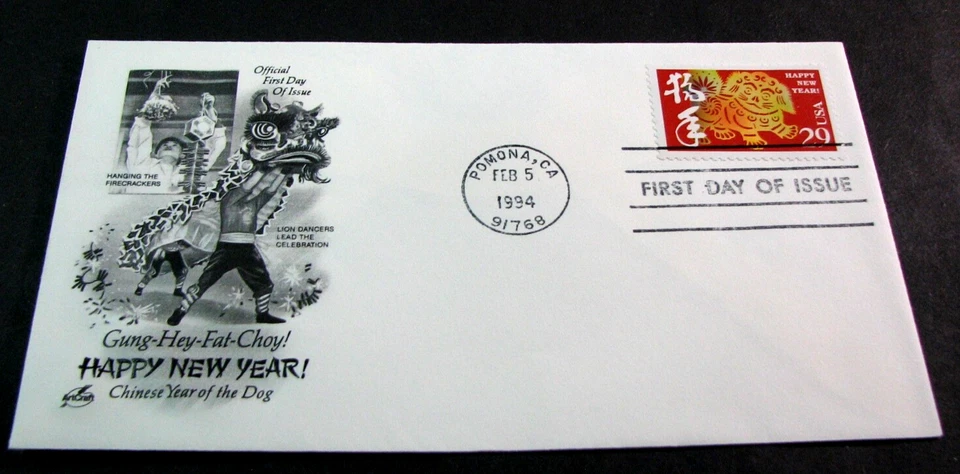 Official
First Day
Of Issue
HANGING THE
FIRECRACKERS
LION DANCERS
LEAD THE
CELEBRATION
Gung-Hey-Fat-Choy!
HAPPY NEW YEAR!
Chinese Year of the Dog
ArtCraft
POMONA, CA
FEB 5
1994
91768
狗年
HAPPY
NEW
YEAR!
USA
29
FIRST DAY OF ISSUE